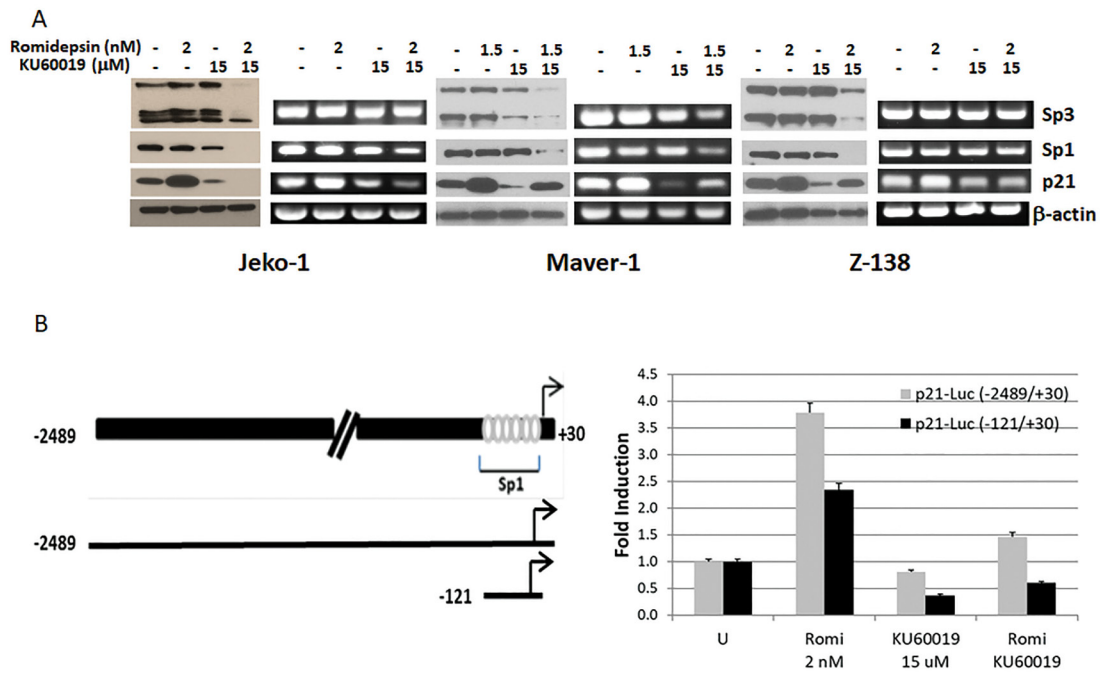 A
Romidepsin (nM) - 2 - 2 - 2 - 2 - 1.5 - 1.5 - 1.5 - 1.5 - 2 - 2 - 2 - 2
KU60019 (µM) - - 15 15 - - 15 15 - - 15 15 - - 15 15 - - 15 15 - - 15 15
Sp3
Sp1
p21
β-actin
Jeko-1 Maver-1 Z-138
B
-2489 +30
Sp1
-2489
-121
4.5
4.0
3.5
3.0
2.5
2.0
1.5
1.0
0.5
0.0
Fold Induction
p21-Luc (-2489/+30)
p21-Luc (-121/+30)
U Romi KU60019 Romi
2 nM 15 uM KU60019